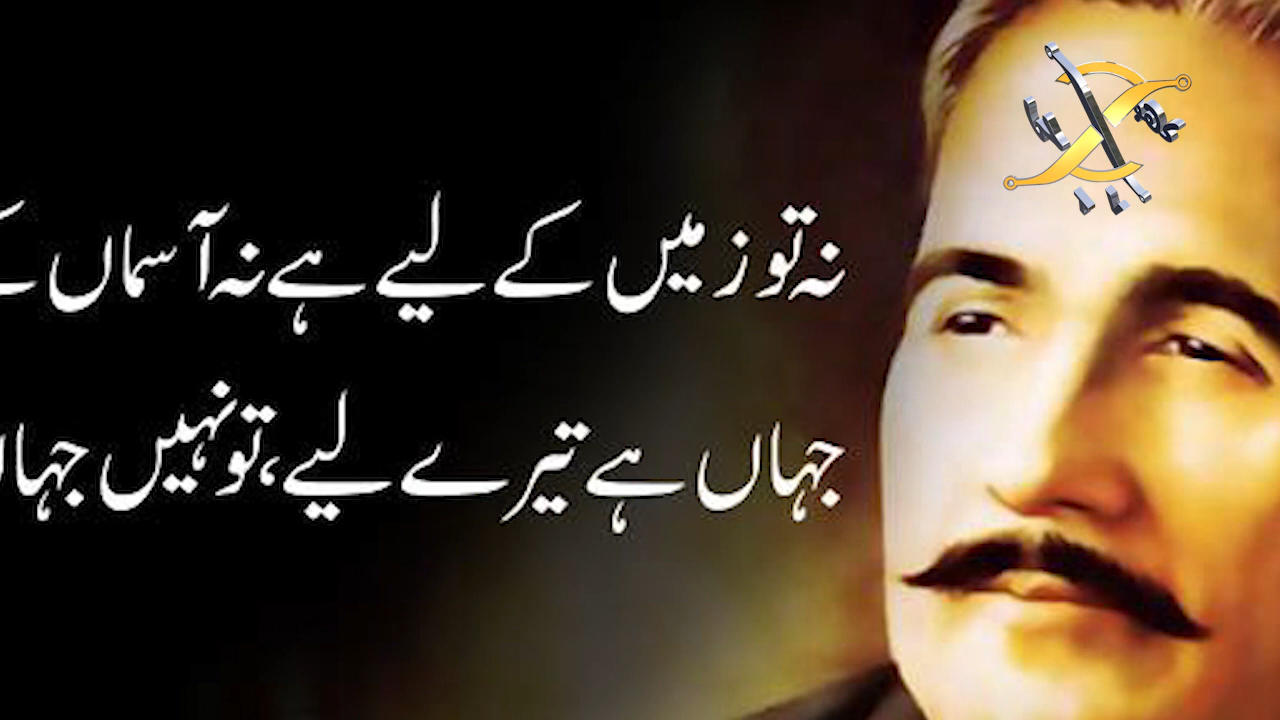 نہ تو زمیں کے لیے ہے نہ آسماں
جہاں ہے تیرے لیے، تو نہیں